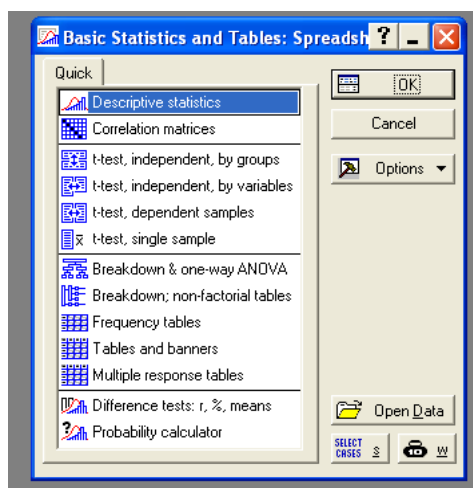 Basic Statistics and Tables: Spreadsh
Quick
Descriptive statistics
Correlation matrices
t-test, independent, by groups
t-test, independent, by variables
t-test, dependent samples
t-test, single sample
Breakdown & one-way ANOVA
Breakdown; non-factorial tables
Frequency tables
Tables and banners
Multiple response tables
Difference tests: r, %, means
Probability calculator
OK
Cancel
Options
Open Data
SELECT
CASES S
W